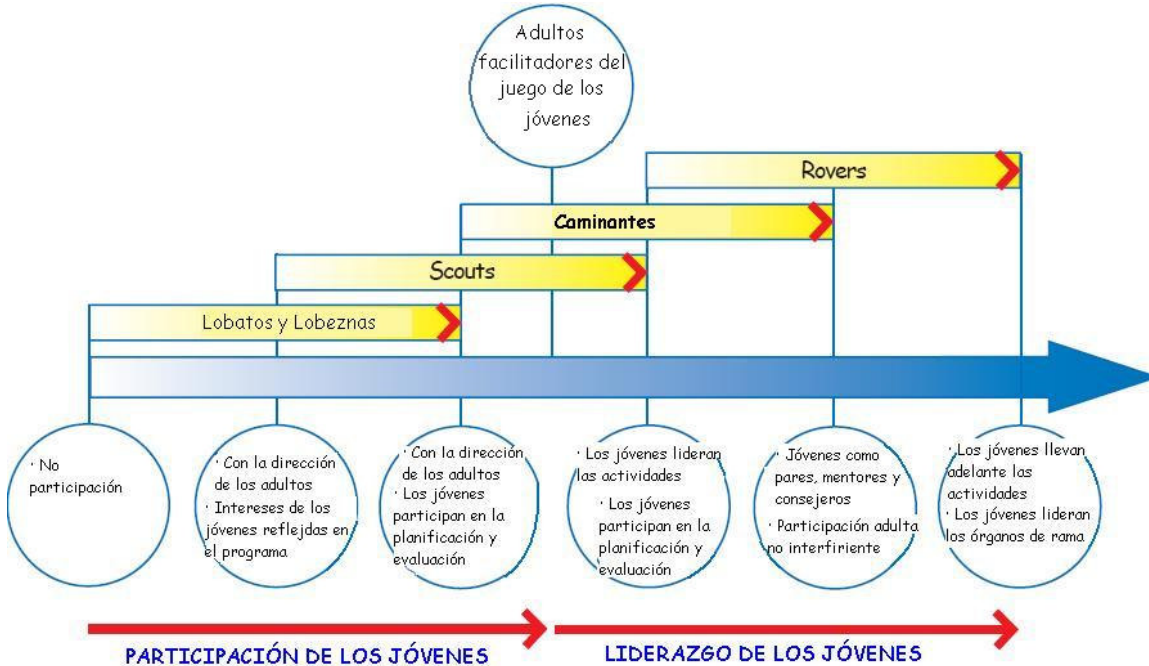 Adultos
facilitadores del
juego de los
jóvenes
Rovers
Caminantes
Scouts
Lobatos y Lobeznas
· No
participación
· Con la dirección
de los adultos
· Intereses de los
jóvenes reflejdas en
el programa
· Con la dirección
de los adultos
· Los jóvenes
participan en la
planificación y
evaluación
· Los jóvenes lideran
las actividades
· Los jóvenes
participan en la
planificación y
evaluación
· Jóvenes como
pares, mentores y
consejeros
· Participación adulta
no interfiriente
· Los jóvenes llevan
adelante las
actividades
· Los jóvenes lideran
los órganos de rama
PARTICIPACIÓN DE LOS JÓVENES
LIDERAZGO DE LOS JÓVENES